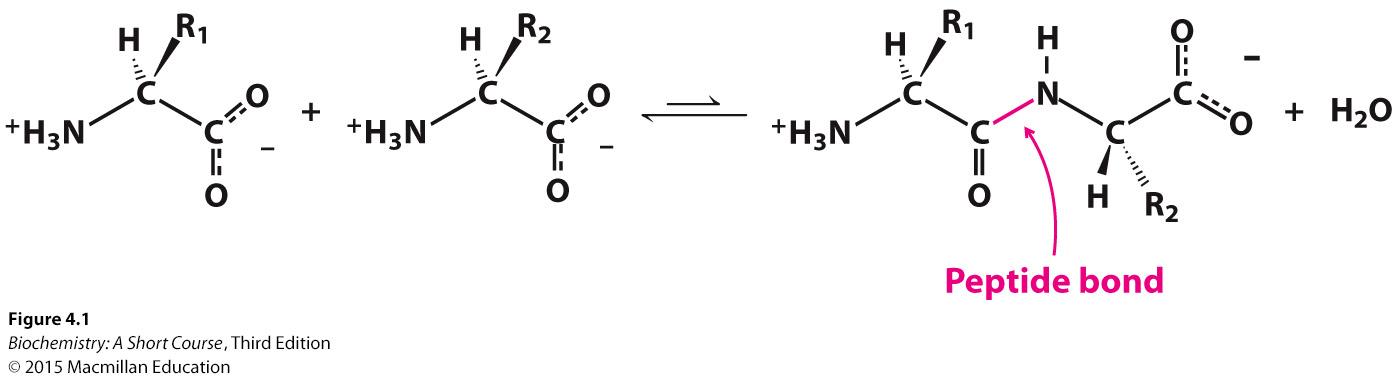 H R1 H R2 H R1 H O −
+H3N C C O − O + +H3N C C O − O ⇌ +H3N C C O N C H R2 C O + H2O
Peptide bond
Figure 4.1
Biochemistry: A Short Course, Third Edition
© 2015 Macmillan Education